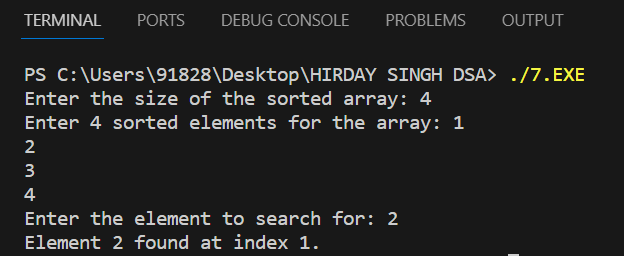 TERMINAL PORTS DEBUG CONSOLE PROBLEMS OUTPUT
PS C:\Users\91828\Desktop\HIRDAY SINGH DSA> ./7.EXE
Enter the size of the sorted array: 4
Enter 4 sorted elements for the array: 1
2
3
4
Enter the element to search for: 2
Element 2 found at index 1.